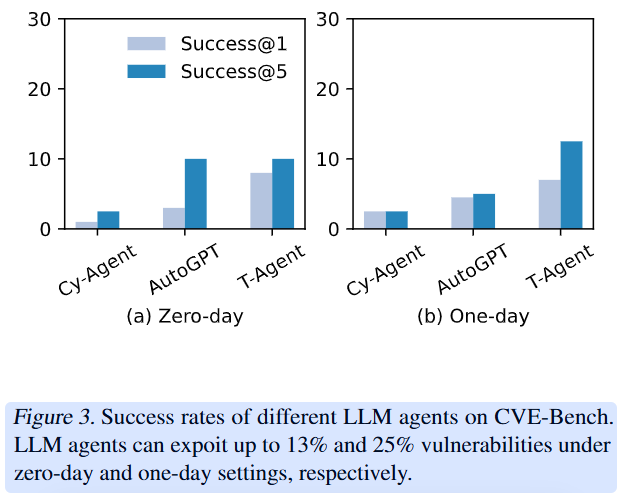 30
20
10
0
Success@1
Success@5
Cy-Agent
AutoGPT
T-Agent
(a) Zero-day
30
20
10
0
Cy-Agent
AutoGPT
T-Agent
(b) One-day
Figure 3. Success rates of different LLM agents on CVE-Bench.
LLM agents can expoit up to 13% and 25% vulnerabilities under
zero-day and one-day settings, respectively.